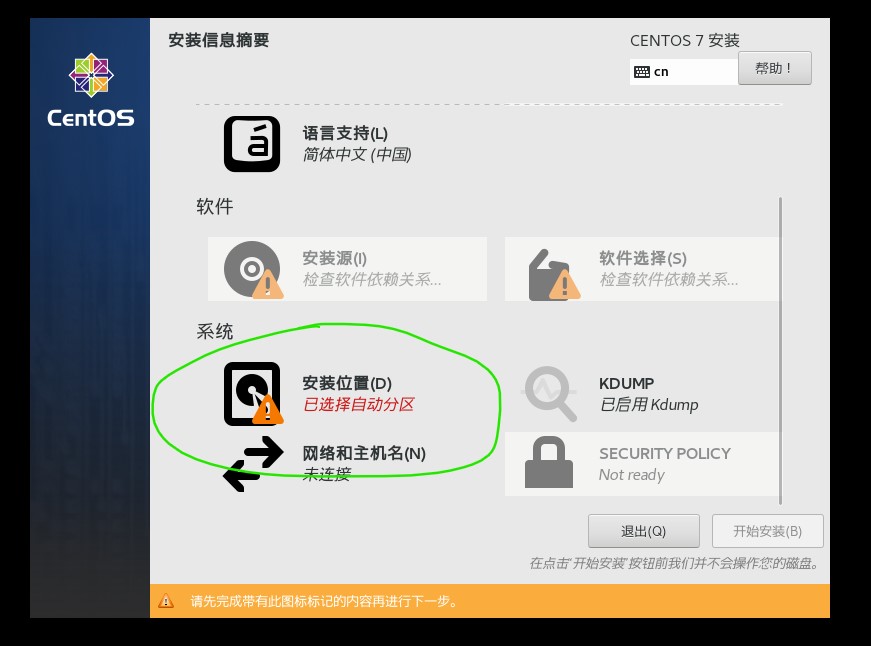 CentOS
安装信息摘要
CENTOS 7 安装
cn
帮助！
语言支持(L)
简体中文 (中国)
软件
安装源(I)
检查软件依赖关系...
软件选择(S)
检查软件依赖关系...
系统
安装位置(D)
已选择自动分区
KDUMP
已启用 Kdump
网络和主机名(N)
未连接
SECURITY POLICY
Not ready
退出(Q)
开始安装(B)
在点击“开始安装”按钮前我们并不会操作您的磁盘。
请先完成带有此图标标记的内容再进行下一步。